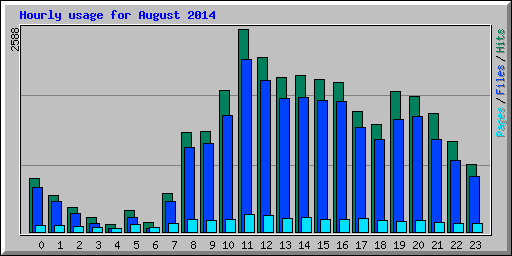 Hourly usage for August 2014
2588
Pages/Files/Hits
0 1 2 3 4 5 6 7 8 9 10 11 12 13 14 15 16 17 18 19 20 21 22 23